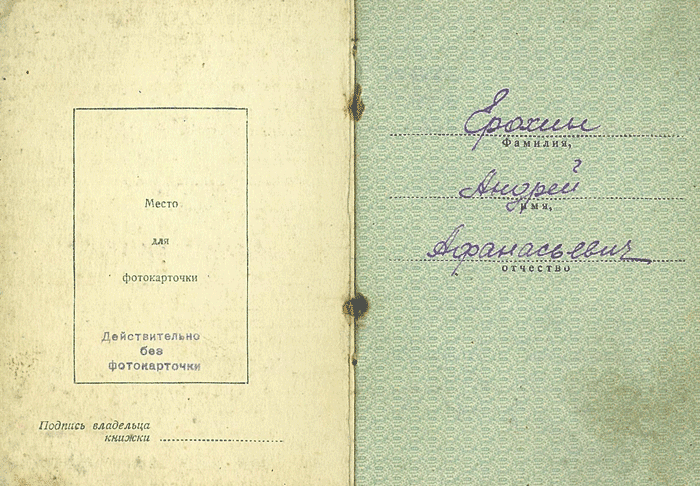 Место
для
фотокарточки
Действительно
без
фотокарточки
Подпись владельца
книжки
Ерохин
Фамилия,
Андрей
имя,
Афанасьевич
отчество